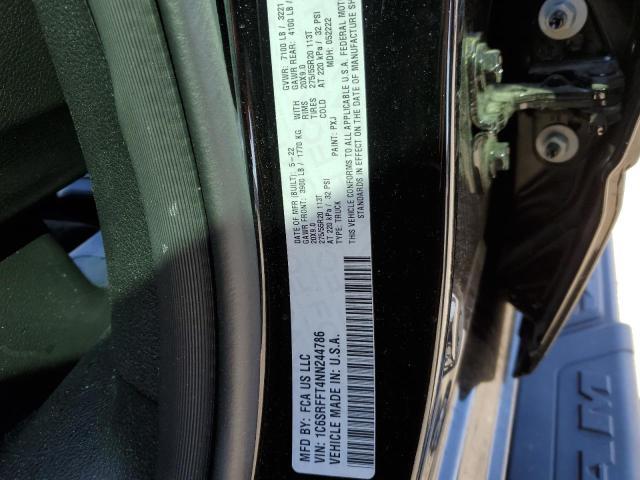 MFD BY: FCA US LLC
VIN: 1C6SRFFT4NN244786
VEHICLE MADE IN: U.S.A.
DATE OF MFR (BUILT): 5-22
GAWR FRONT: 3900 LB / 1770 KG WITH
20X9.0 RIMS
275/55R20 113T TIRES
AT 220 kPa / 32 PSI COLD
TYPE: TRUCK
PAINT: PXJ
GVWR: 7100 LB / 3221
GAWR REAR: 4100 LB /
20X9.0
275/55R20 113T
AT 220 kPa / 32 PSI
MDH: 052222
THIS VEHICLE CONFORMS TO ALL APPLICABLE U.S.A. FEDERAL MOTOR
STANDARDS IN EFFECT ON THE DATE OF MANUFACTURE SH
AM